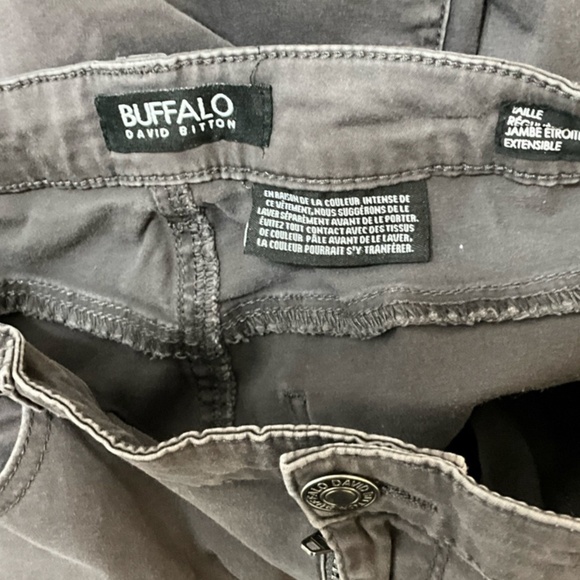 BUFFALO
DAVID BITTON
TAILLE
RÉGULIÈRE
JAMBE ÉTROITE
EXTENSIBLE
EN RAISON DE LA COULEUR INTENSE DE
CE VÊTEMENT, NOUS SUGGÉRONS DE LE
LAVER SÉPARÉMENT AVANT DE PORTER.
ÉVITEZ TOUT CONTACT AVEC DES TISSUS
DE COULEUR PÂLE AVANT DE LAVER,
LA COULEUR POURRAIT S'Y TRANFÉRER.
BUFFALO DAVID BITTON